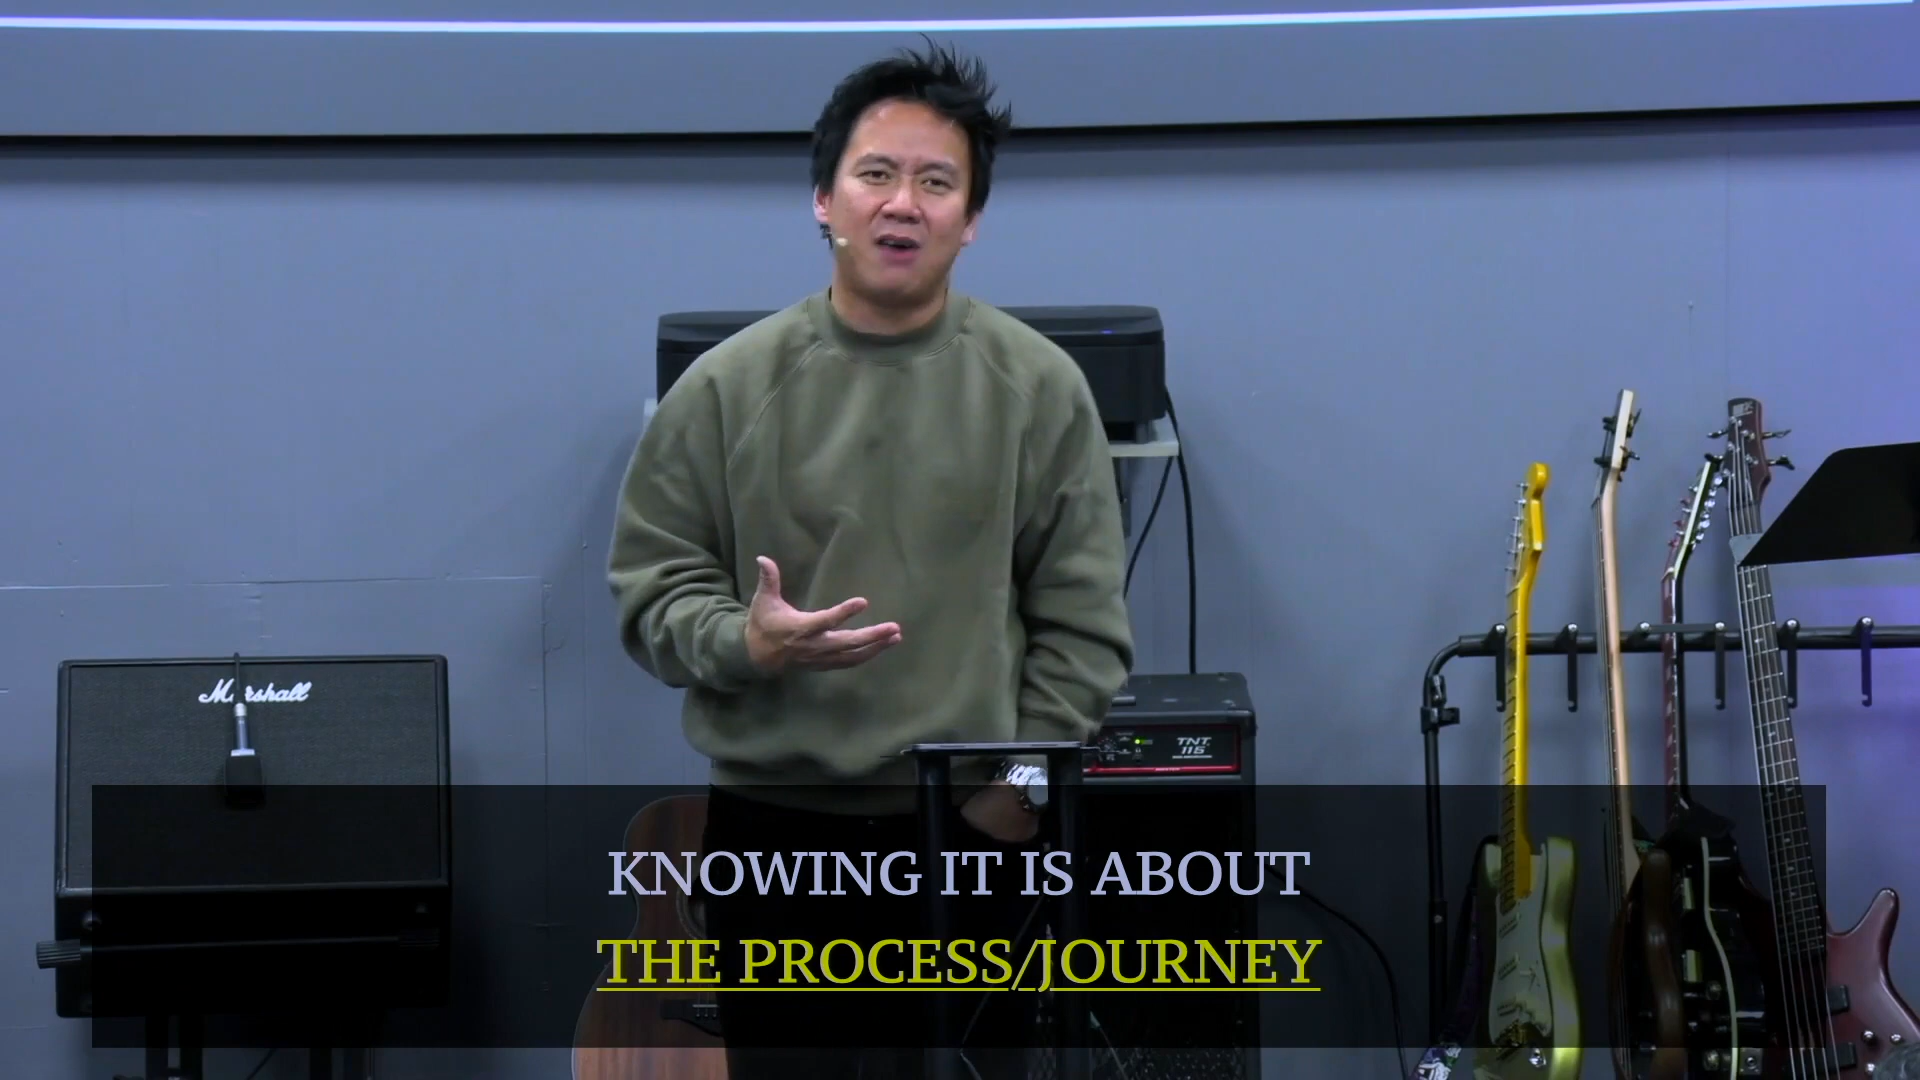 Marshall
TNT
115
KNOWING IT IS ABOUT
THE PROCESS/JOURNEY